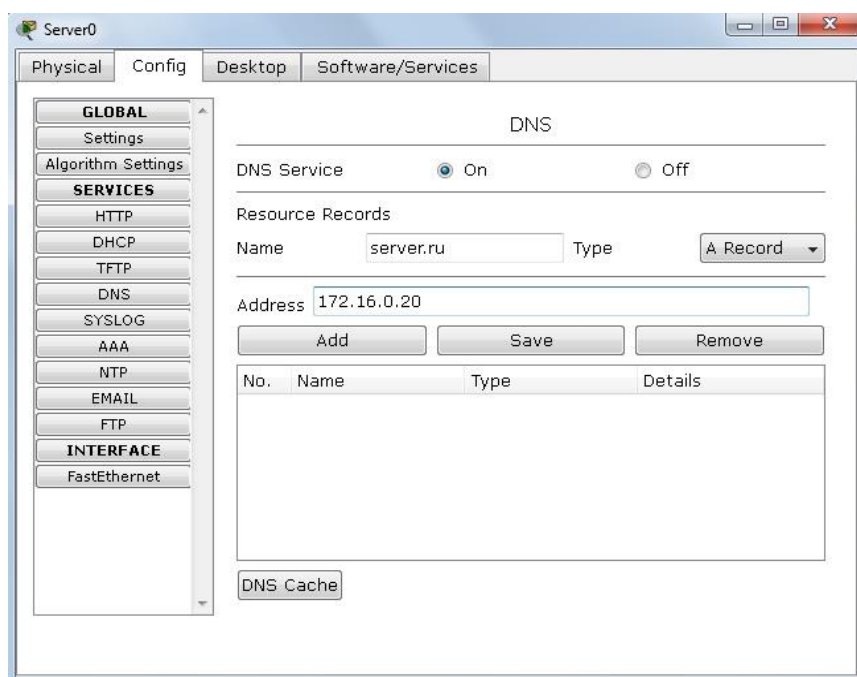 Server0
Physical Config Desktop Software/Services
GLOBAL
Settings
Algorithm Settings
SERVICES
HTTP
DHCP
TFTP
DNS
SYSLOG
AAA
NTP
EMAIL
FTP
INTERFACE
FastEthernet
DNS
DNS Service On Off
Resource Records
Name server.ru Type A Record
Address 172.16.0.20
Add Save Remove
No. Name Type Details
DNS Cache